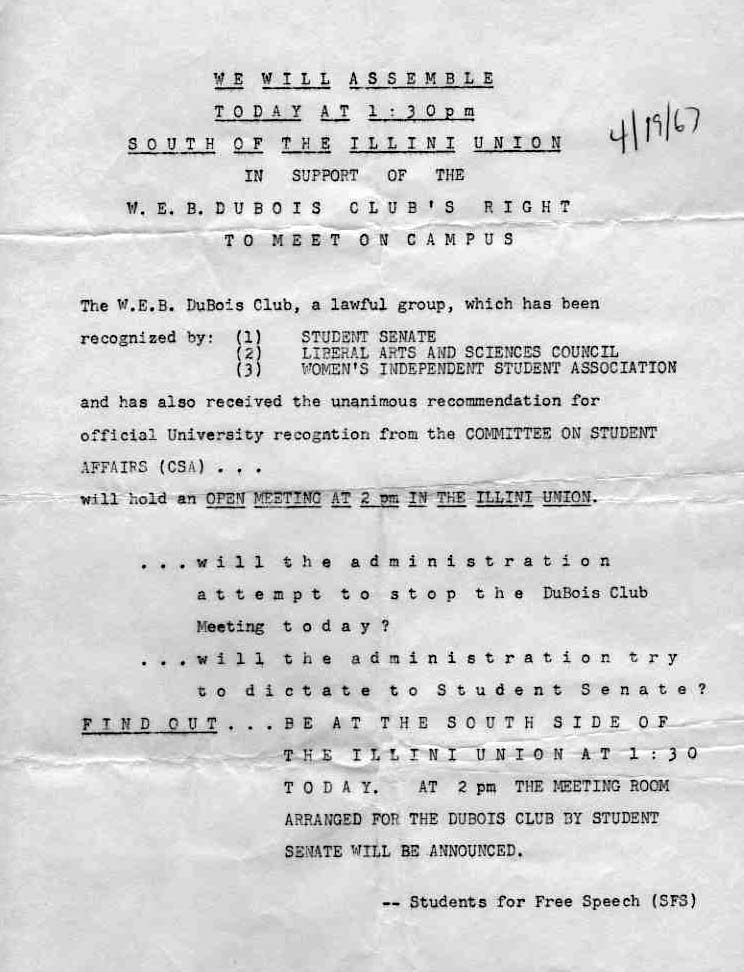 WE WILL ASSEMBLE
TODAY AT 1:30pm
SOUTH OF THE ILLINI UNION
4/19/67
IN SUPPORT OF THE
W. E. B. DUBOIS CLUB'S RIGHT
TO MEET ON CAMPUS
The W.E.B. DuBois Club, a lawful group, which has been
recognized by: (1) STUDENT SENATE
(2) LIBERAL ARTS AND SCIENCES COUNCIL
(3) WOMEN'S INDEPENDENT STUDENT ASSOCIATION
and has also received the unanimous recommendation for
official University recogntion from the COMMITTEE ON STUDENT
AFFAIRS (CSA) . . .
will hold an OPEN MEETING AT 2 pm IN THE ILLINI UNION.
...will the administration
attempt to stop the DuBois Club
Meeting today?
...will the administration try
to dictate to Student Senate?
FIND OUT...BE AT THE SOUTH SIDE OF
THE ILLINI UNION AT 1:30
TODAY. AT 2 pm THE MEETING ROOM
ARRANGED FOR THE DUBOIS CLUB BY STUDENT
SENATE WILL BE ANNOUNCED.
-- Students for Free Speech (SFS)